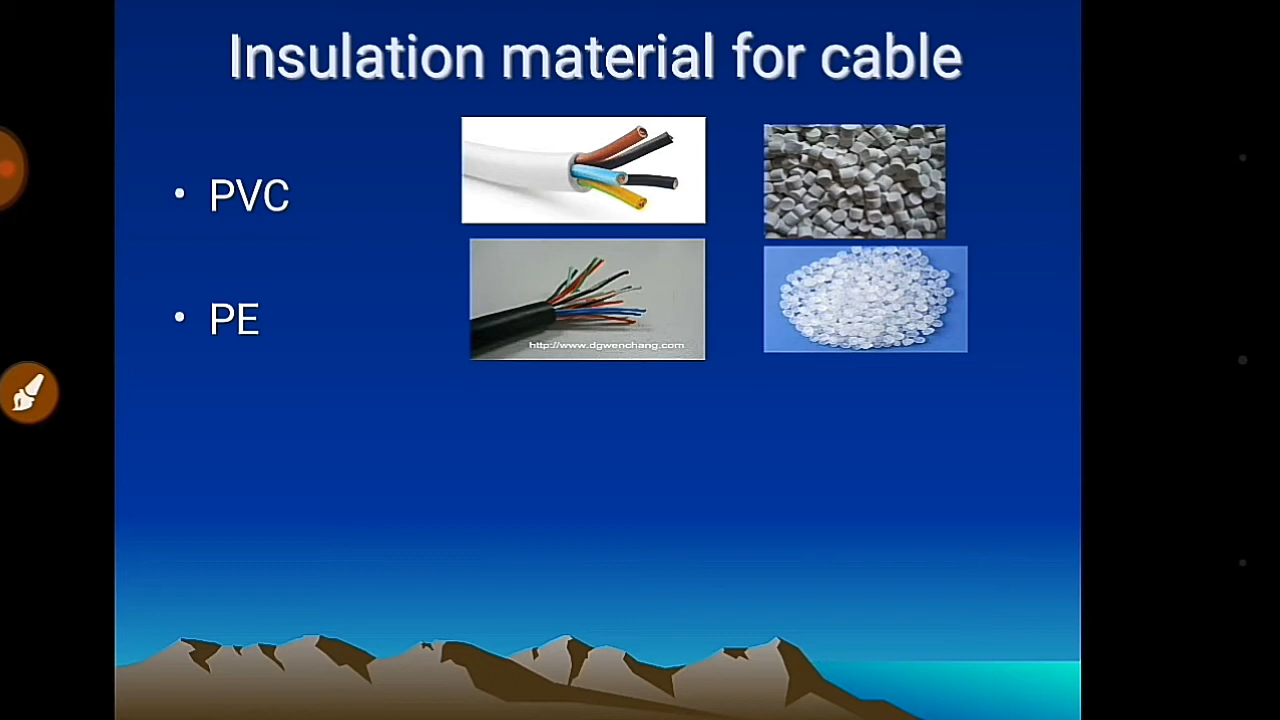 Insulation material for cable
• PVC
• PE
http://www.dgwenchang.com